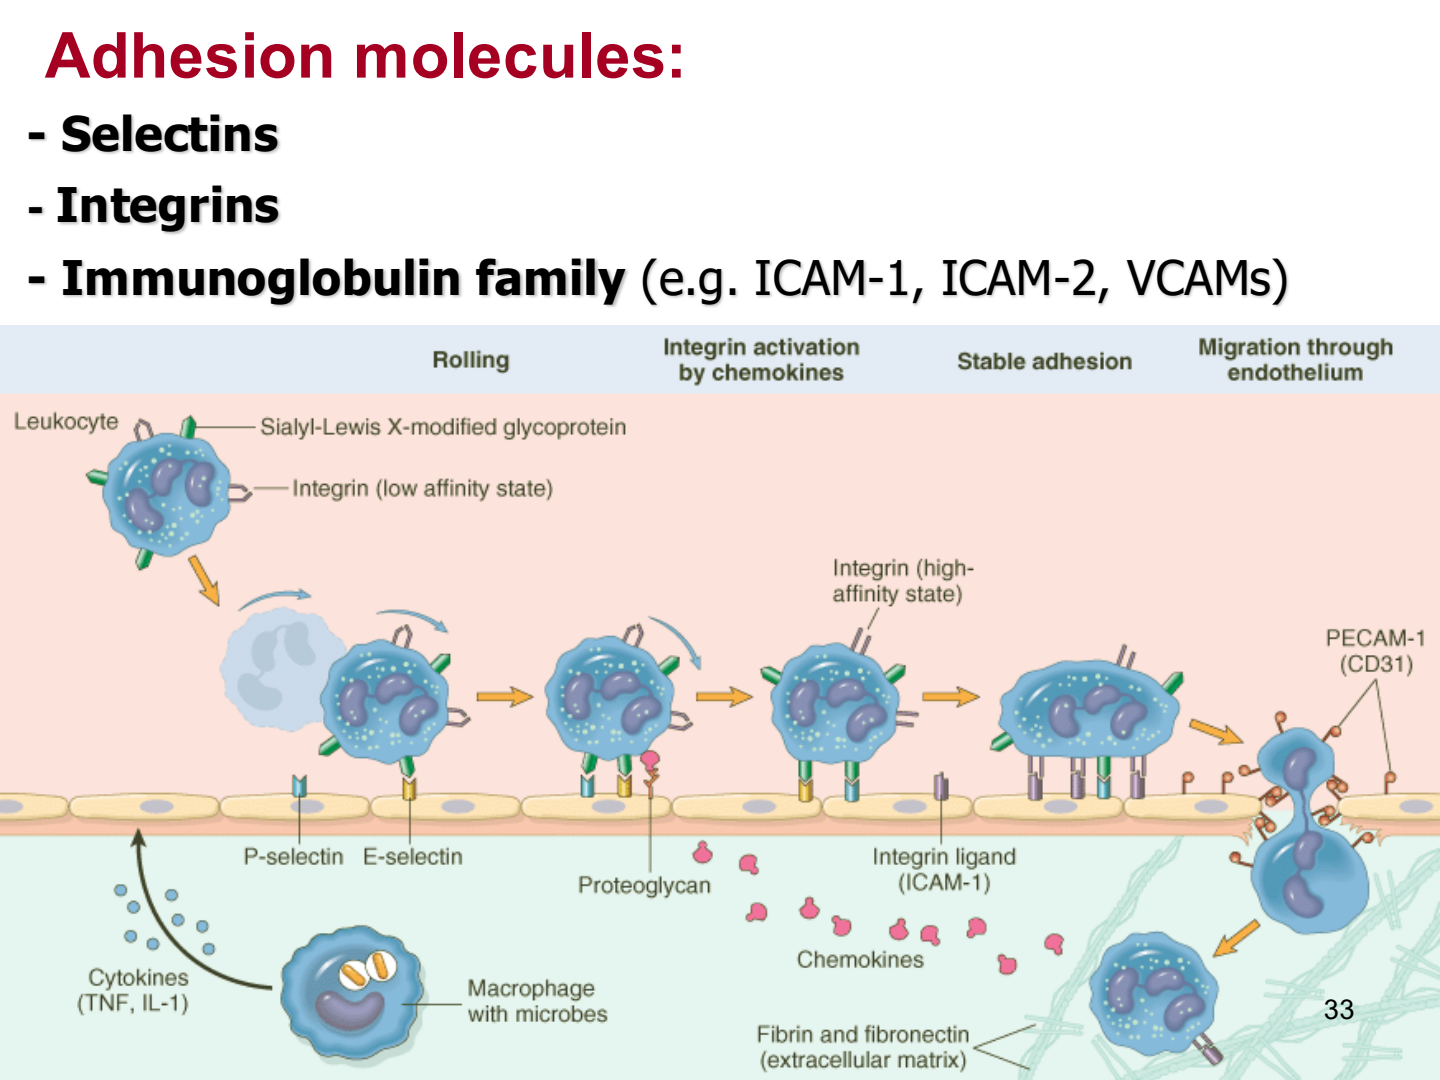 Adhesion molecules:
- Selectins
- Integrins
- Immunoglobulin family (e.g. ICAM-1, ICAM-2, VCAMs)
Rolling
Integrin activation
by chemokines
Stable adhesion
Migration through
endothelium
Leukocyte
Sialyl-Lewis X-modified glycoprotein
Integrin (low affinity state)
Integrin (high-
affinity state)
PECAM-1
(CD31)
P-selectin
E-selectin
Proteoglycan
Integrin ligand
(ICAM-1)
Chemokines
Cytokines
(TNF, IL-1)
Macrophage
with microbes
Fibrin and fibronectin
(extracellular matrix)
33